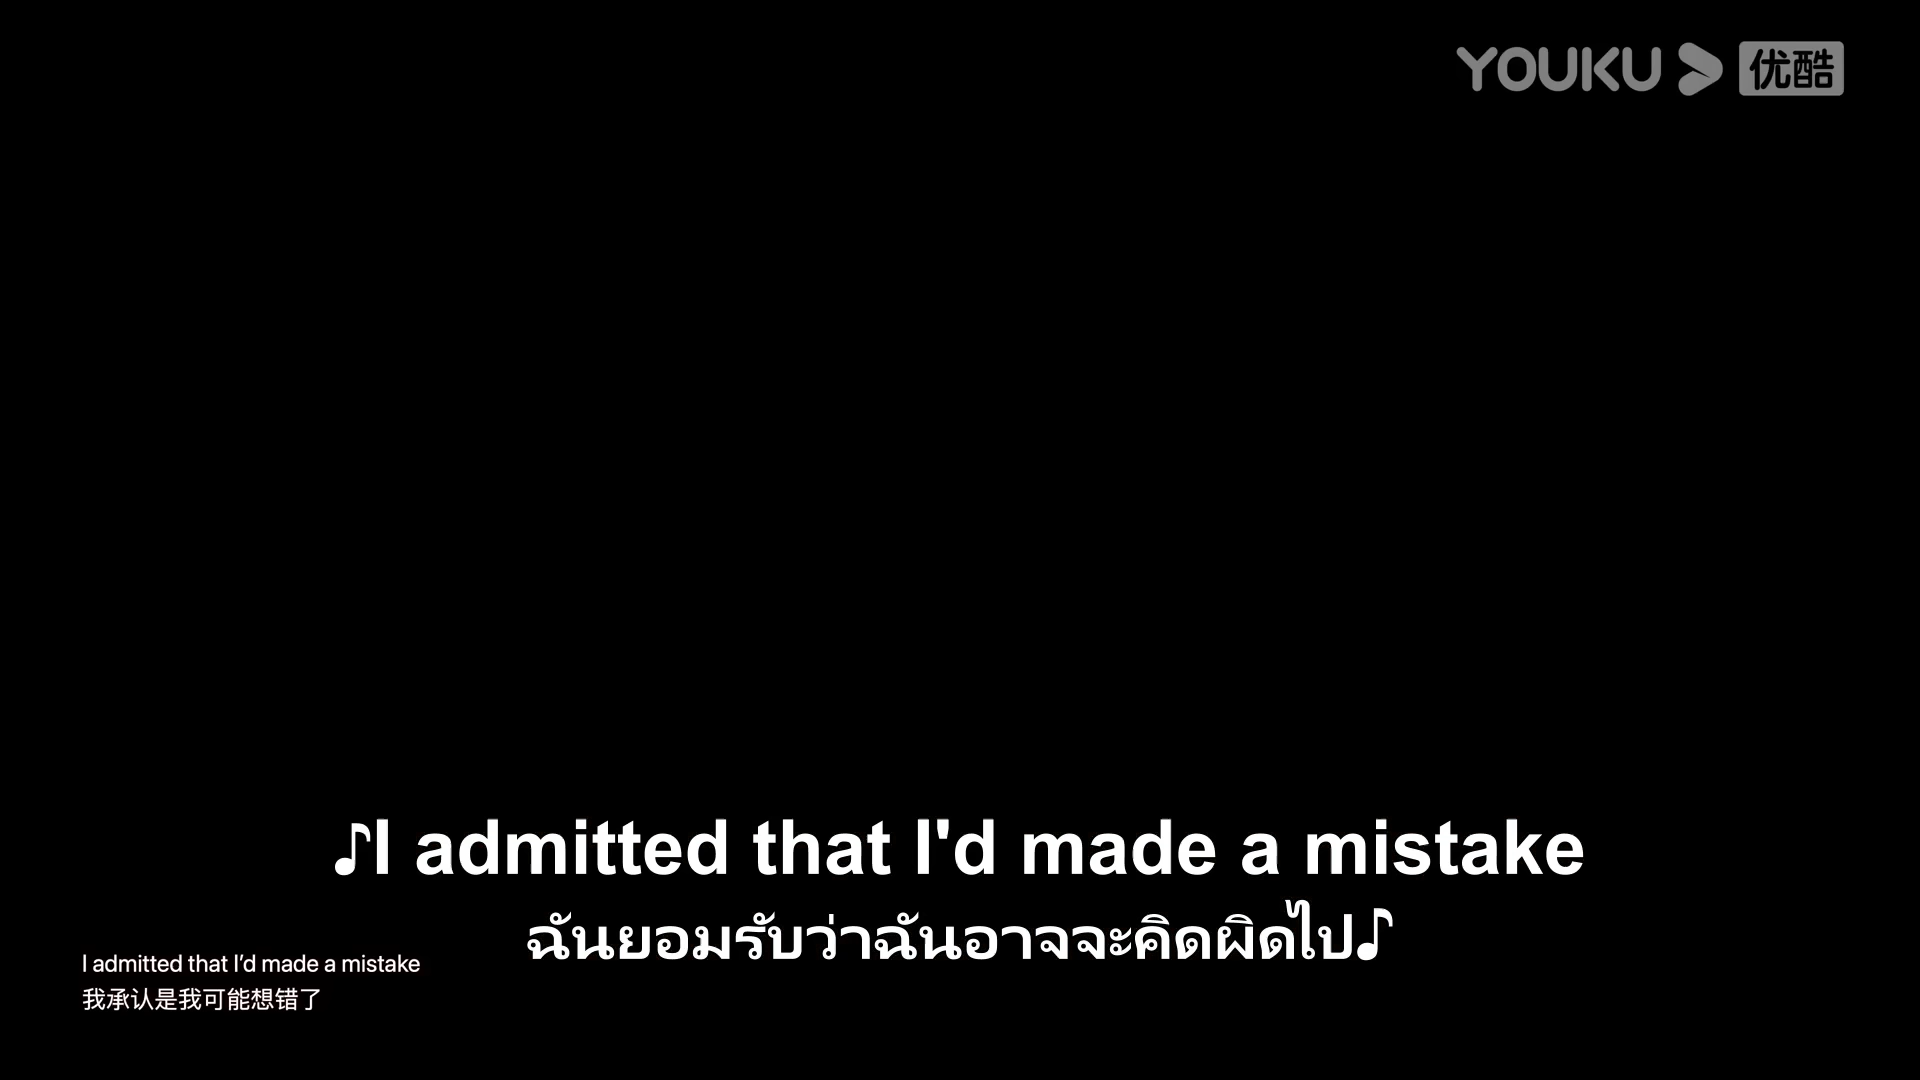 YOUKU 优酷
♪I admitted that I'd made a mistake
ฉันยอมรับว่าฉันอาจจะคิดผิดไป♪
I admitted that I'd made a mistake
我承认是我可能想错了